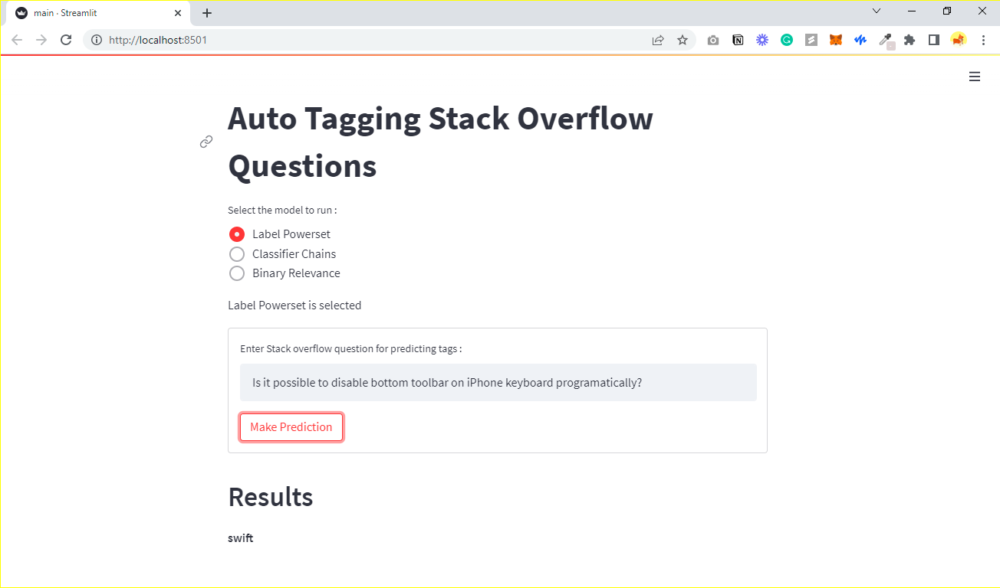 main · Streamlit
http://localhost:8501
Auto Tagging Stack Overflow
Questions
Select the model to run :
Label Powerset
Classifier Chains
Binary Relevance
Label Powerset is selected
Enter Stack overflow question for predicting tags :
Is it possible to disable bottom toolbar on iPhone keyboard programatically?
Make Prediction
Results
swift